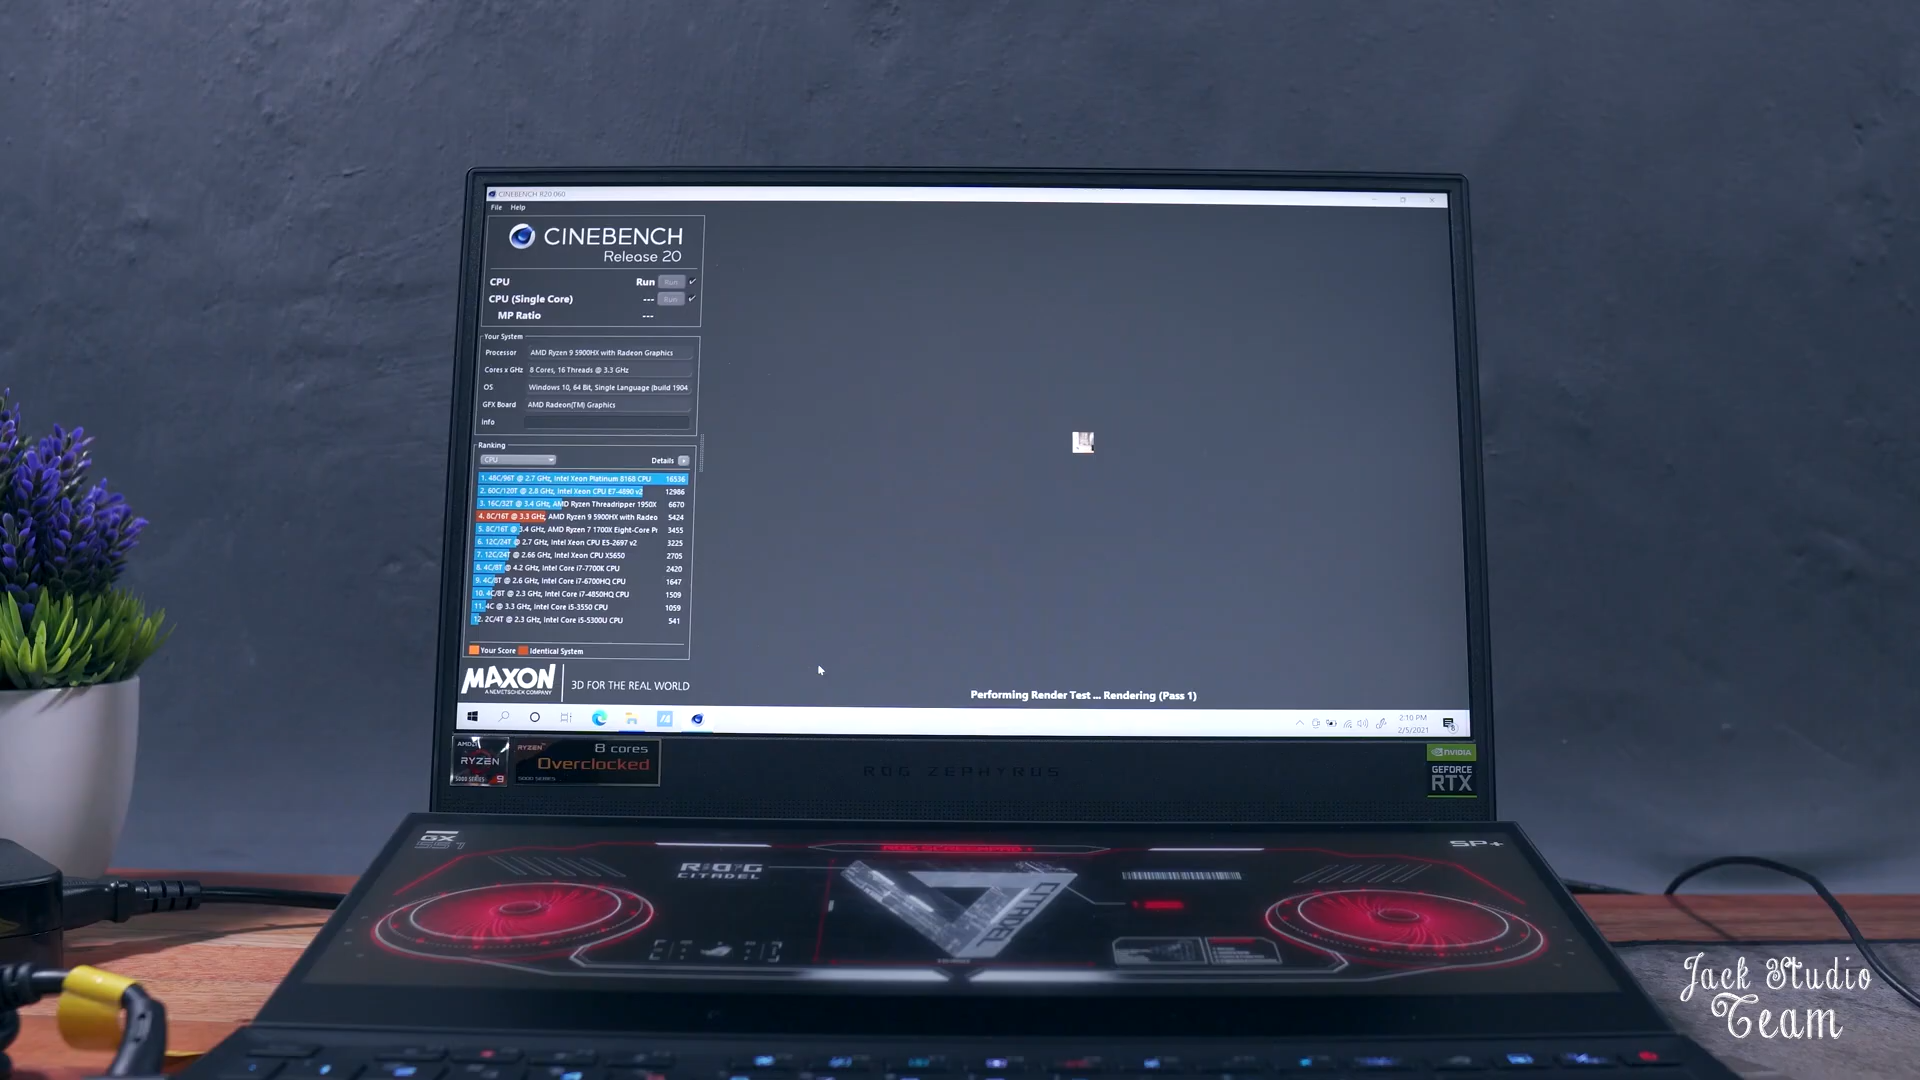 CINEBENCH R20.060
File Help
CINEBENCH
Release 20
CPU Run Run
CPU (Single Core) --- Run
MP Ratio ---
Your System
Processor AMD Ryzen 9 5900HX with Radeon Graphics
Cores x GHz 8 Cores, 16 Threads @ 3.3 GHz
OS Windows 10, 64 Bit, Single Language (build 1904
GFX Board AMD Radeon(TM) Graphics
Info
Ranking
CPU Details
1. 48C/96T @ 2.7 GHz, Intel Xeon Platinum 8168 CPU 16536
2. 60C/120T @ 2.8 GHz, Intel Xeon CPU E7-4890 v2 12986
3. 16C/32T @ 3.4 GHz, AMD Ryzen Threadripper 1950X 6670
4. 8C/16T @ 3.3 GHz, AMD Ryzen 9 5900HX with Radeo 5424
5. 8C/16T @ 3.4 GHz, AMD Ryzen 7 1700X Eight-Core Pr 3455
6. 12C/24T @ 2.7 GHz, Intel Xeon CPU E5-2697 v2 3225
7. 12C/24T @ 2.66 GHz, Intel Xeon CPU X5650 2705
8. 4C/8T @ 4.2 GHz, Intel Core i7-7700K CPU 2420
9. 4C/8T @ 2.6 GHz, Intel Core i7-6700HQ CPU 1647
10. 4C/8T @ 2.3 GHz, Intel Core i7-4850HQ CPU 1509
11. 4C @ 3.3 GHz, Intel Core i5-3550 CPU 1059
12. 2C/4T @ 2.3 GHz, Intel Core i5-5300U CPU 541
Your Score Identical System
MAXON
A NEMETSCHEK COMPANY
3D FOR THE REAL WORLD
Performing Render Test ... Rendering (Pass 1)
2:10 PM
2/5/2021
AMD
RYZEN
5000 SERIES 9
RYZEN
8 cores
Overclocked
5000 SERIES
ROG ZEPHYRUS
NVIDIA
GEFORCE
RTX
GX
551
ROG SCREENPAD+
SP+
ROG
CITADEL
CITADEL
Jack Studio
Team